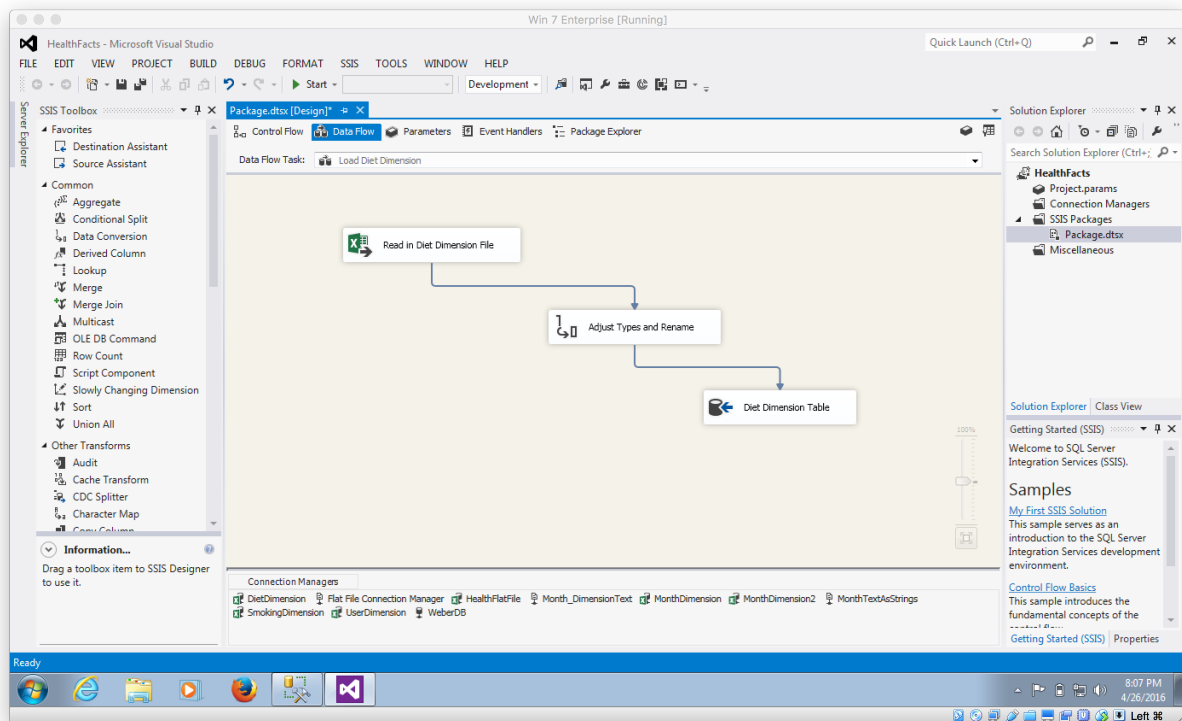 Win 7 Enterprise [Running]
HealthFacts - Microsoft Visual Studio
Quick Launch (Ctrl+Q)
FILE EDIT VIEW PROJECT BUILD DEBUG FORMAT SSIS TOOLS WINDOW HELP
Start
Development
Server Explorer
SSIS Toolbox
Favorites
Destination Assistant
Source Assistant
Common
Aggregate
Conditional Split
Data Conversion
Derived Column
Lookup
Merge
Merge Join
Multicast
OLE DB Command
Row Count
Script Component
Slowly Changing Dimension
Sort
Union All
Other Transforms
Audit
Cache Transform
CDC Splitter
Character Map
Copy Column
Information...
Drag a toolbox item to SSIS Designer
to use it.
Package.dtsx [Design]*
Control Flow Data Flow Parameters Event Handlers Package Explorer
Data Flow Task: Load Diet Dimension
Read in Diet Dimension File
Adjust Types and Rename
Diet Dimension Table
100%
Connection Managers
DietDimension Flat File Connection Manager HealthFlatFile Month_DimensionText MonthDimension MonthDimension2 MonthTextAsStrings
SmokingDimension UserDimension WeberDB
Solution Explorer
Search Solution Explorer (Ctrl+;
HealthFacts
Project.params
Connection Managers
SSIS Packages
Package.dtsx
Miscellaneous
Solution Explorer Class View
Getting Started (SSIS)
Welcome to SQL Server
Integration Services (SSIS).
Samples
My First SSIS Solution
This sample serves as an
introduction to the SQL Server
Integration Services development
environment.
Control Flow Basics
This sample introduces the
fundamental concepts of the
control flow
Getting Started (SSIS) Properties
Ready
8:07 PM
4/26/2016
Left ⌘